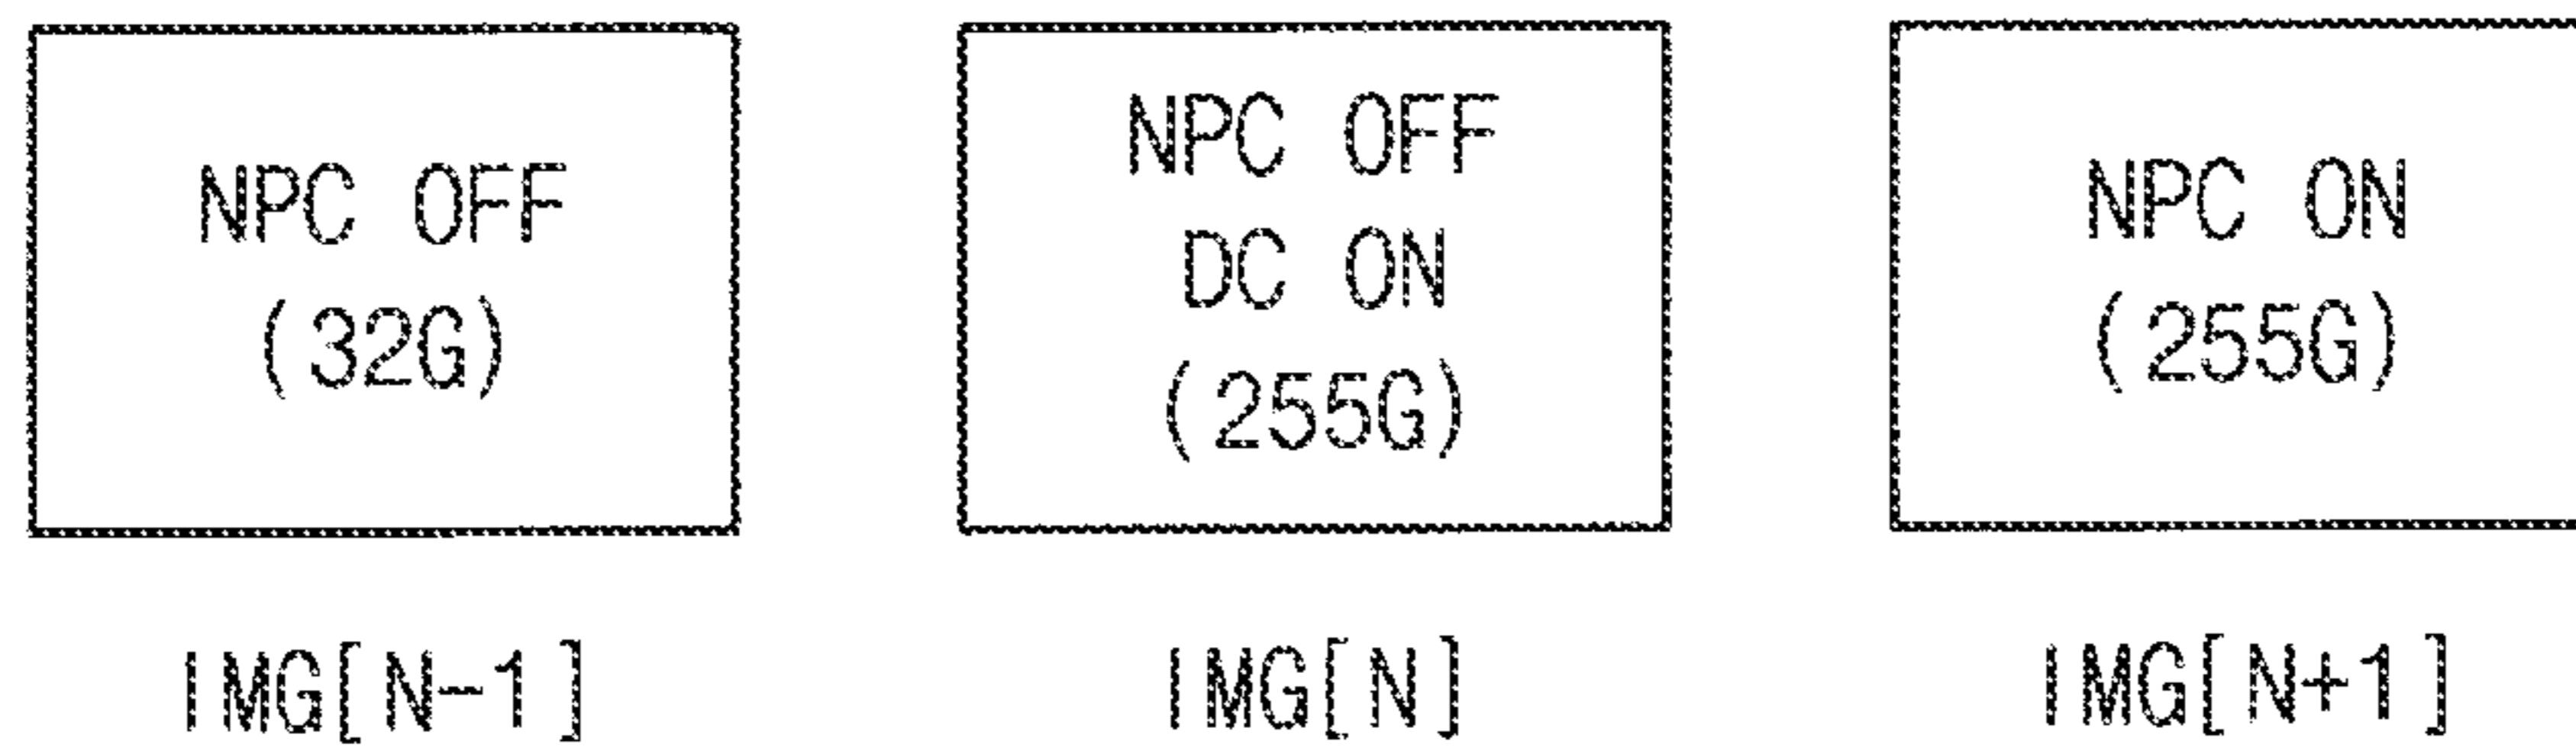 NPC OFF
(32G)
IMG[N-1]
NPC OFF
DC ON
(255G)
IMG[N]
NPC ON
(255G)
IMG[N+1]